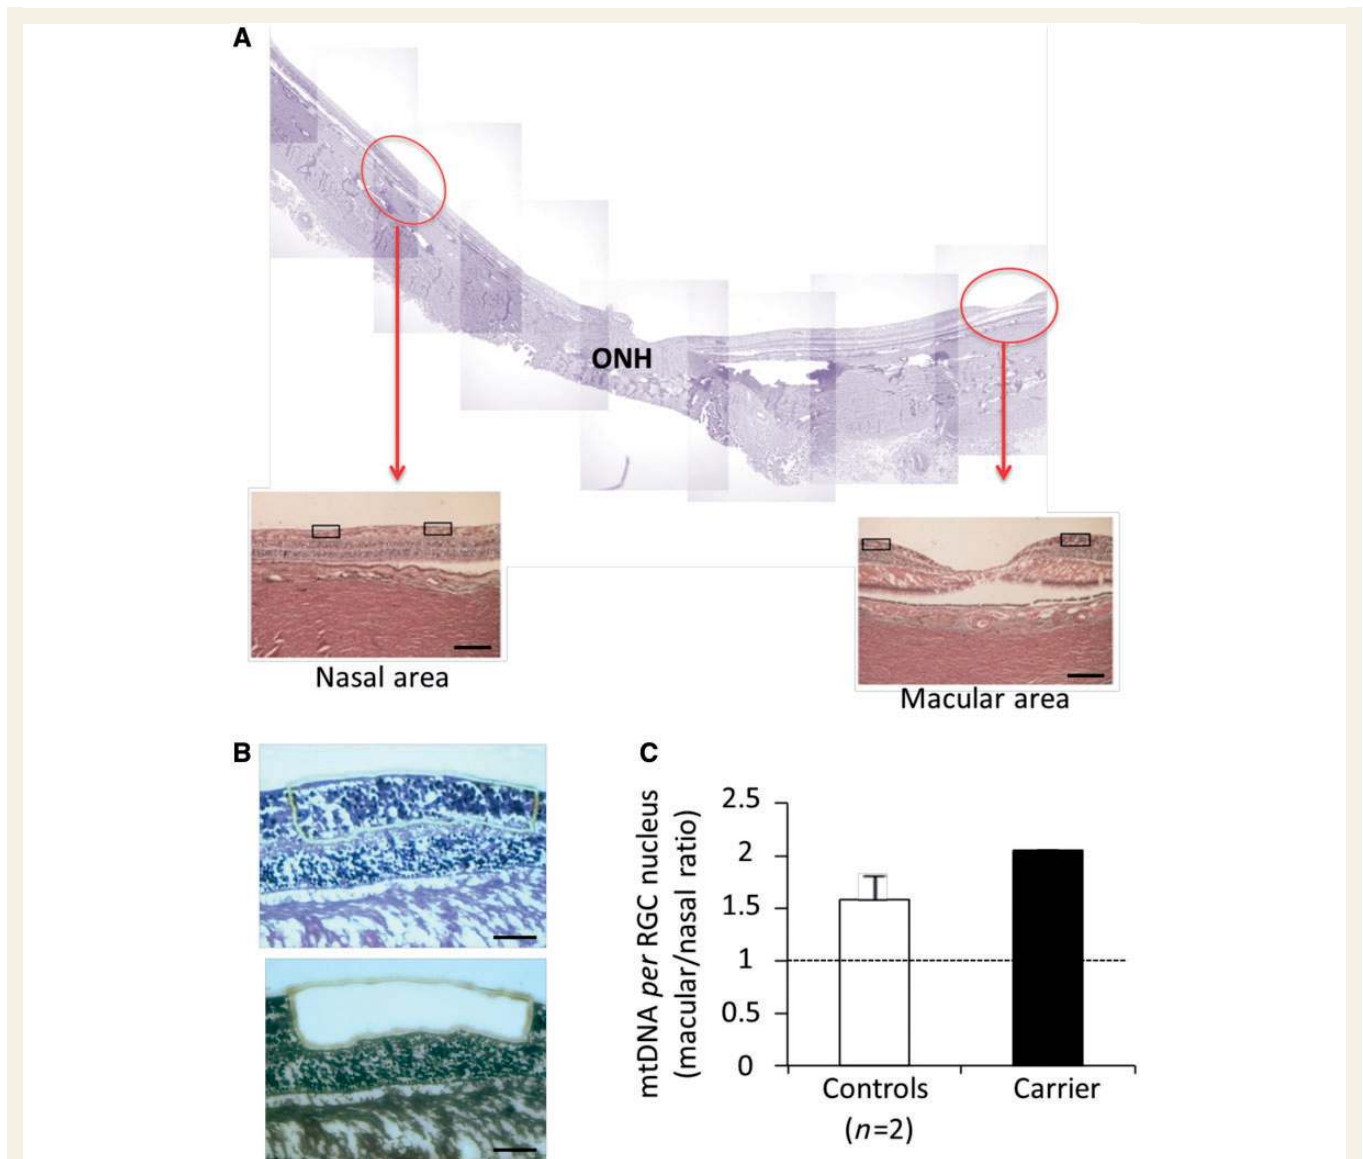 A
ONH
Nasal area
Macular area
B
C
mtDNA per RGC nucleus
(macular/nasal ratio)
2.5
2
1.5
1
0.5
0
Controls
Carrier
(n=2)